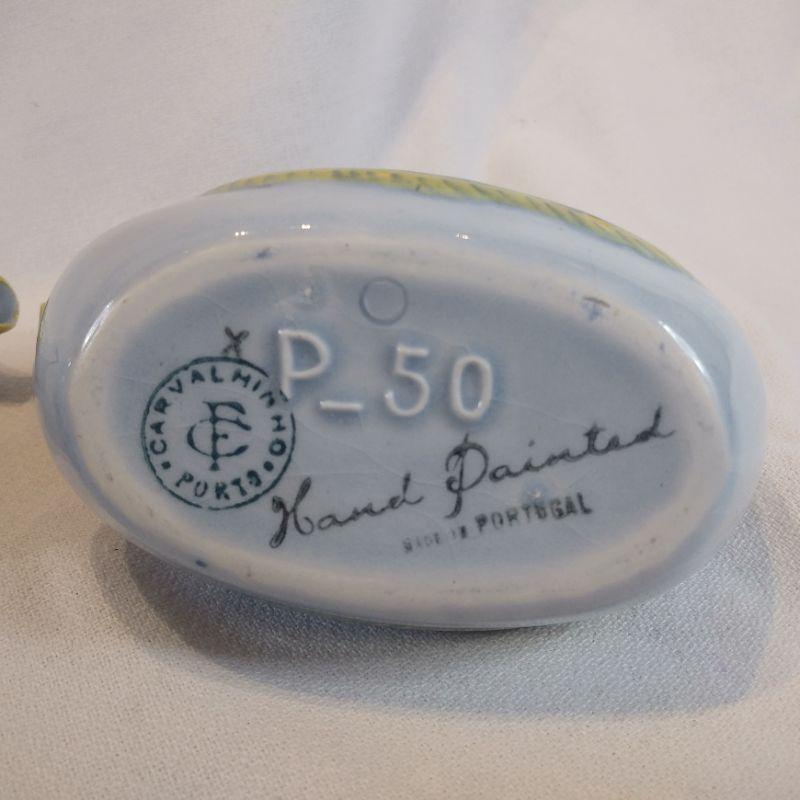 x
P_50
CARVALHINHO
FC
PORTO
Hand Painted
MADE IN PORTUGAL